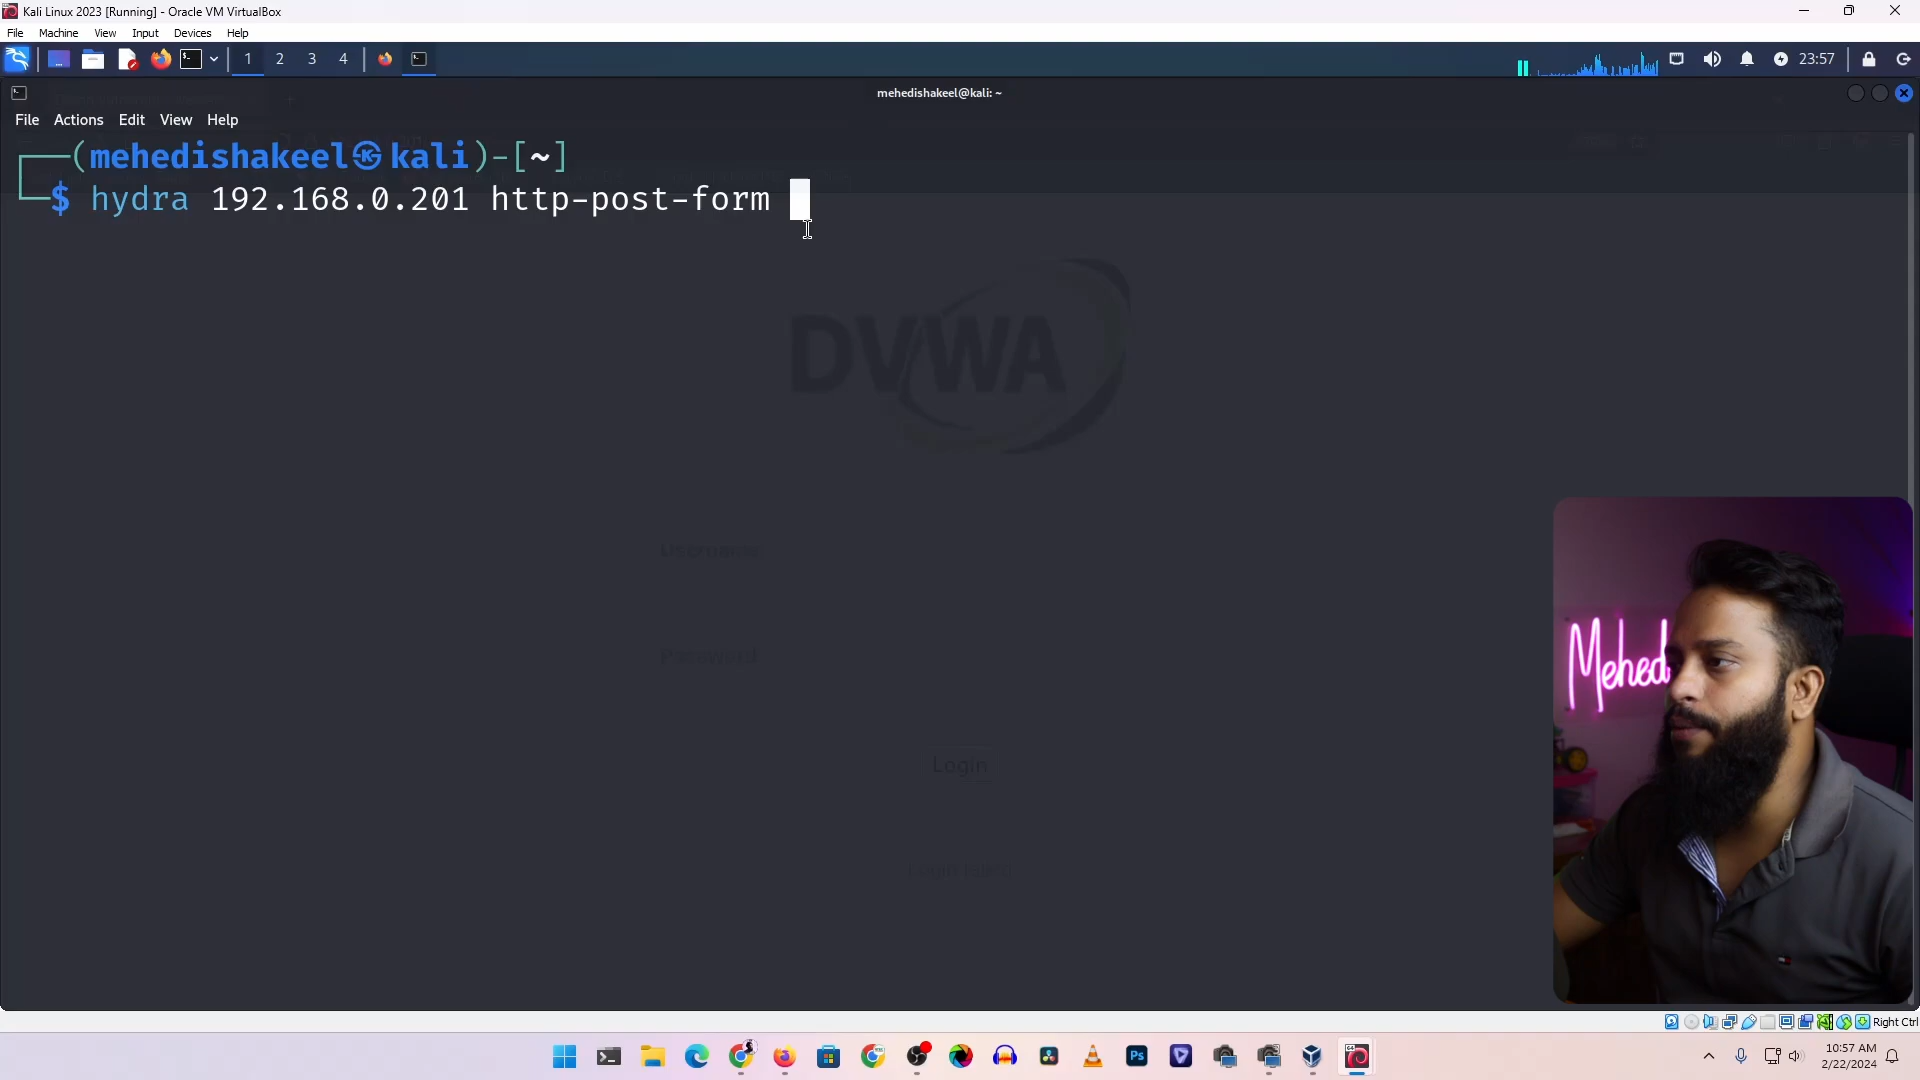 Kali Linux 2023 [Running] - Oracle VM VirtualBox
File Machine View Input Devices Help
1 2 3 4
23:57
mehedishakeel@kali: ~
File Actions Edit View Help
┌──(mehedishakeel㉿kali)-[~]
└─$ hydra 192.168.0.201 http-post-form
DVWA
Username
Password
Login
Login failed
Mehed
Right Ctrl
Ps
10:57 AM
2/22/2024